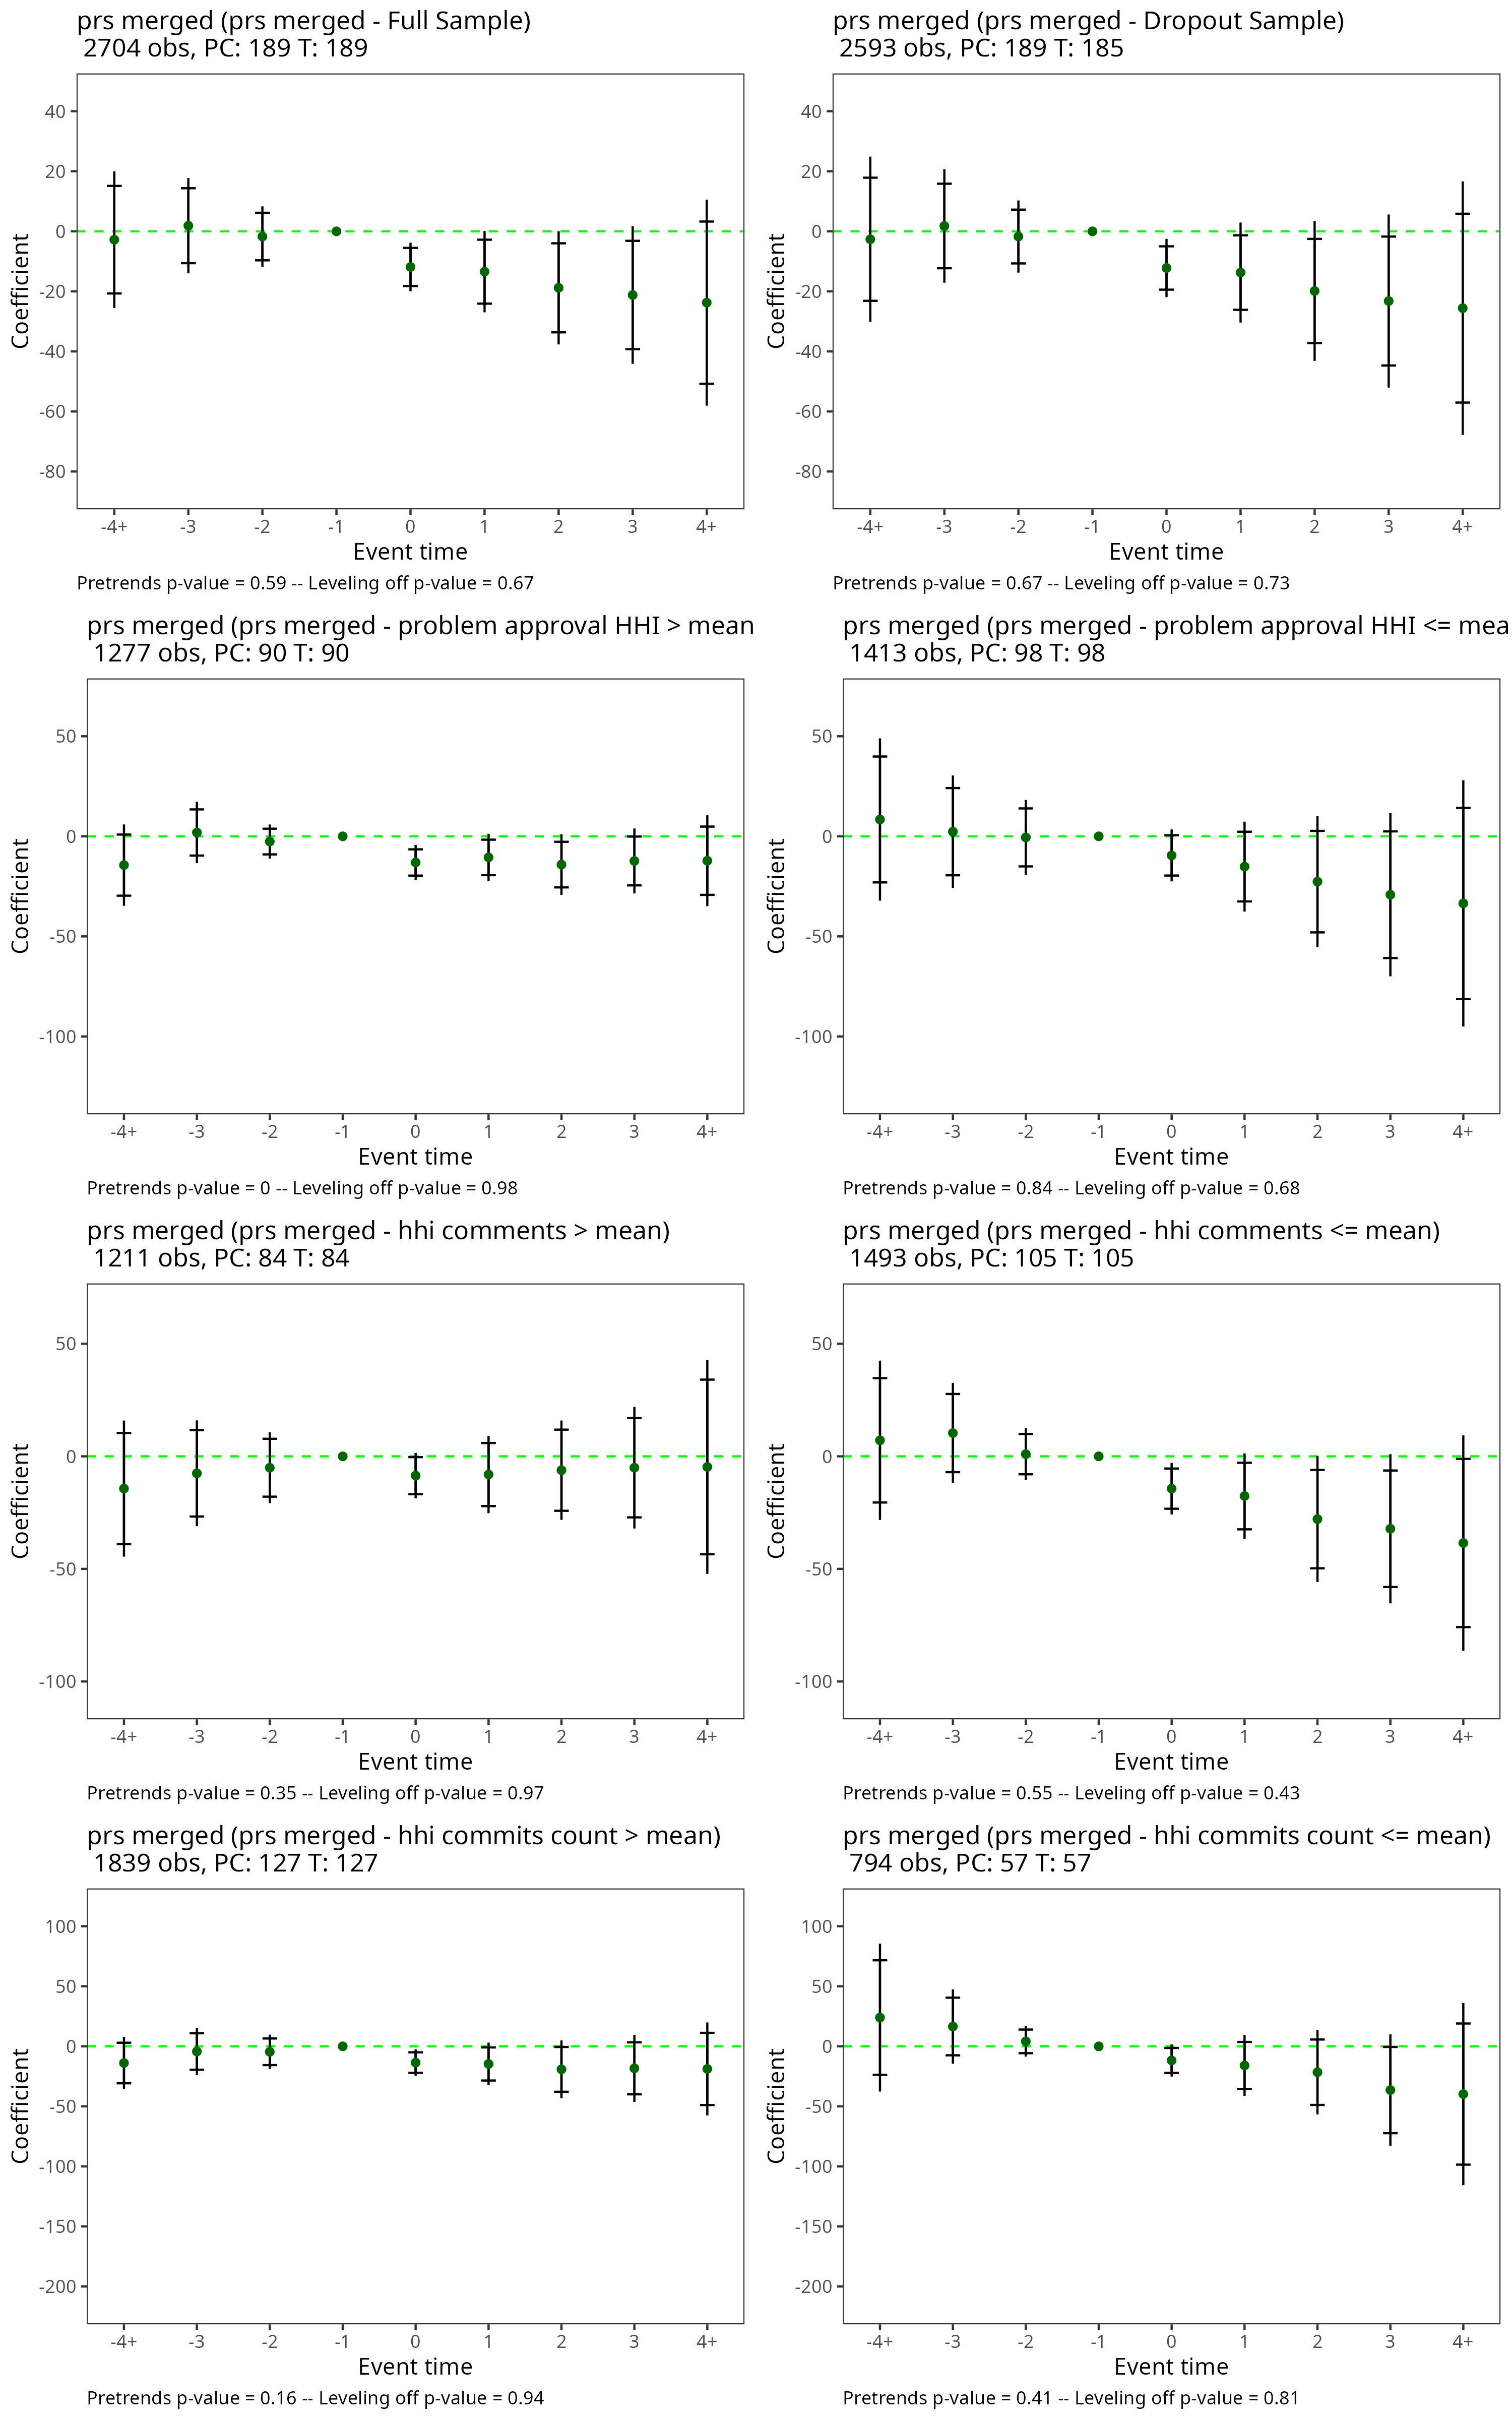 prs merged (prs merged - Full Sample)
2704 obs, PC: 189 T: 189
40
20
0
-20
-40
-60
-80
Coefficient
-4+ -3 -2 -1 0 1 2 3 4+
Event time
Pretrends p-value = 0.59 -- Leveling off p-value = 0.67
prs merged (prs merged - Dropout Sample)
2593 obs, PC: 189 T: 185
40
20
0
-20
-40
-60
-80
Coefficient
-4+ -3 -2 -1 0 1 2 3 4+
Event time
Pretrends p-value = 0.67 -- Leveling off p-value = 0.73
prs merged (prs merged - problem approval HHI > mean
1277 obs, PC: 90 T: 90
50
0
-50
-100
Coefficient
-4+ -3 -2 -1 0 1 2 3 4+
Event time
Pretrends p-value = 0 -- Leveling off p-value = 0.98
prs merged (prs merged - problem approval HHI <= mea
1413 obs, PC: 98 T: 98
50
0
-50
-100
Coefficient
-4+ -3 -2 -1 0 1 2 3 4+
Event time
Pretrends p-value = 0.84 -- Leveling off p-value = 0.68
prs merged (prs merged - hhi comments > mean)
1211 obs, PC: 84 T: 84
50
0
-50
-100
Coefficient
-4+ -3 -2 -1 0 1 2 3 4+
Event time
Pretrends p-value = 0.35 -- Leveling off p-value = 0.97
prs merged (prs merged - hhi comments <= mean)
1493 obs, PC: 105 T: 105
50
0
-50
-100
Coefficient
-4+ -3 -2 -1 0 1 2 3 4+
Event time
Pretrends p-value = 0.55 -- Leveling off p-value = 0.43
prs merged (prs merged - hhi commits count > mean)
1839 obs, PC: 127 T: 127
100
50
0
-50
-100
-150
-200
Coefficient
-4+ -3 -2 -1 0 1 2 3 4+
Event time
Pretrends p-value = 0.16 -- Leveling off p-value = 0.94
prs merged (prs merged - hhi commits count <= mean)
794 obs, PC: 57 T: 57
100
50
0
-50
-100
-150
-200
Coefficient
-4+ -3 -2 -1 0 1 2 3 4+
Event time
Pretrends p-value = 0.41 -- Leveling off p-value = 0.81